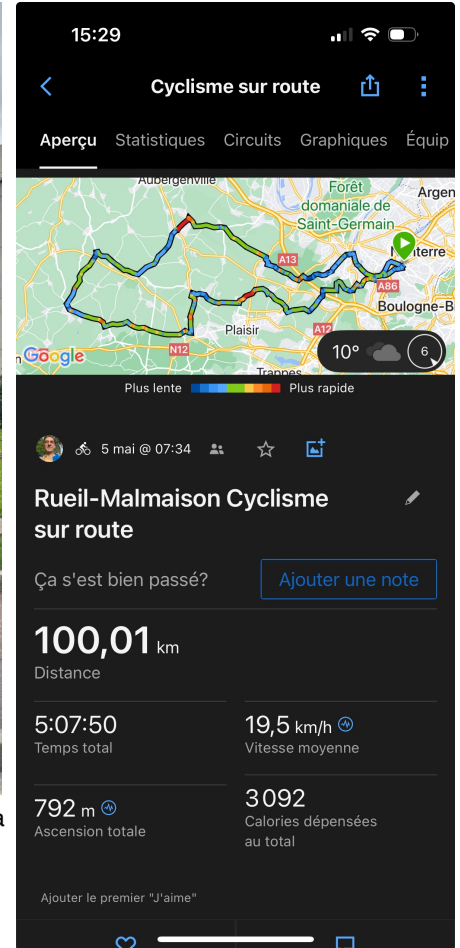 15:29
Cyclisme sur route
Aperçu Statistiques Circuits Graphiques Équip
Aubergenville
Forêt
domaniale de
Saint-Germain
Argen
A13
A86
Boulogne-B
Plaisir
A12
N12
Trappes
Google
10° 6
Plus lente Plus rapide
5 mai @ 07:34
Rueil-Malmaison Cyclisme
sur route
Ça s'est bien passé?
Ajouter une note
100,01 km
Distance
5:07:50
Temps total
19,5 km/h
Vitesse moyenne
792 m
Ascension totale
3 092
Calories dépensées
au total
Ajouter le premier "J'aime"